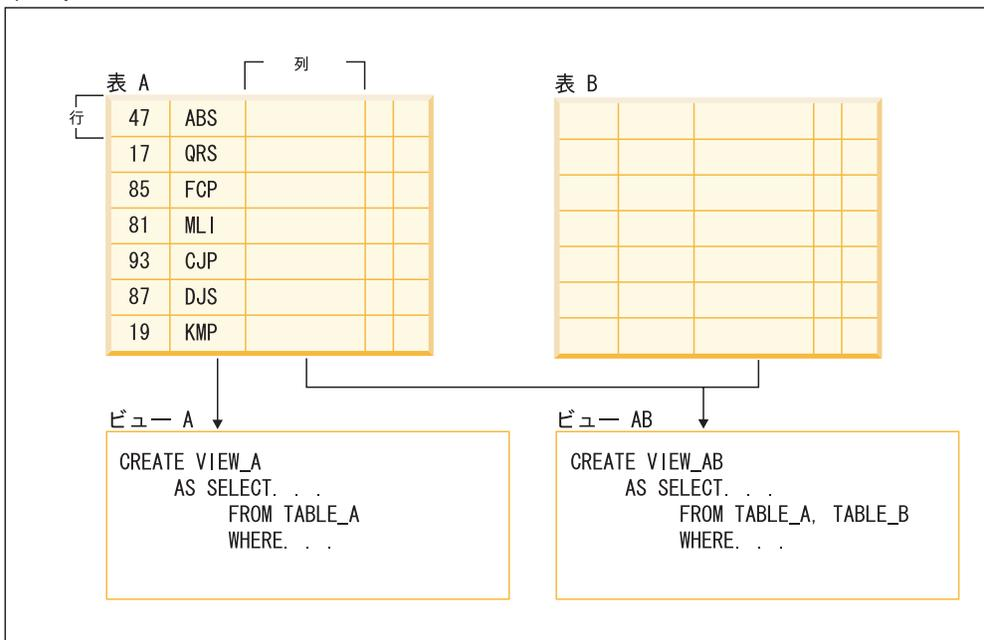 列
表 A
表 B
行
47 ABS
17 QRS
85 FCP
81 MLI
93 CJP
87 DJS
19 KMP
ビュー A
CREATE VIEW_A
AS SELECT. . .
FROM TABLE_A
WHERE. . .
ビュー AB
CREATE VIEW_AB
AS SELECT. . .
FROM TABLE_A, TABLE_B
WHERE. . .